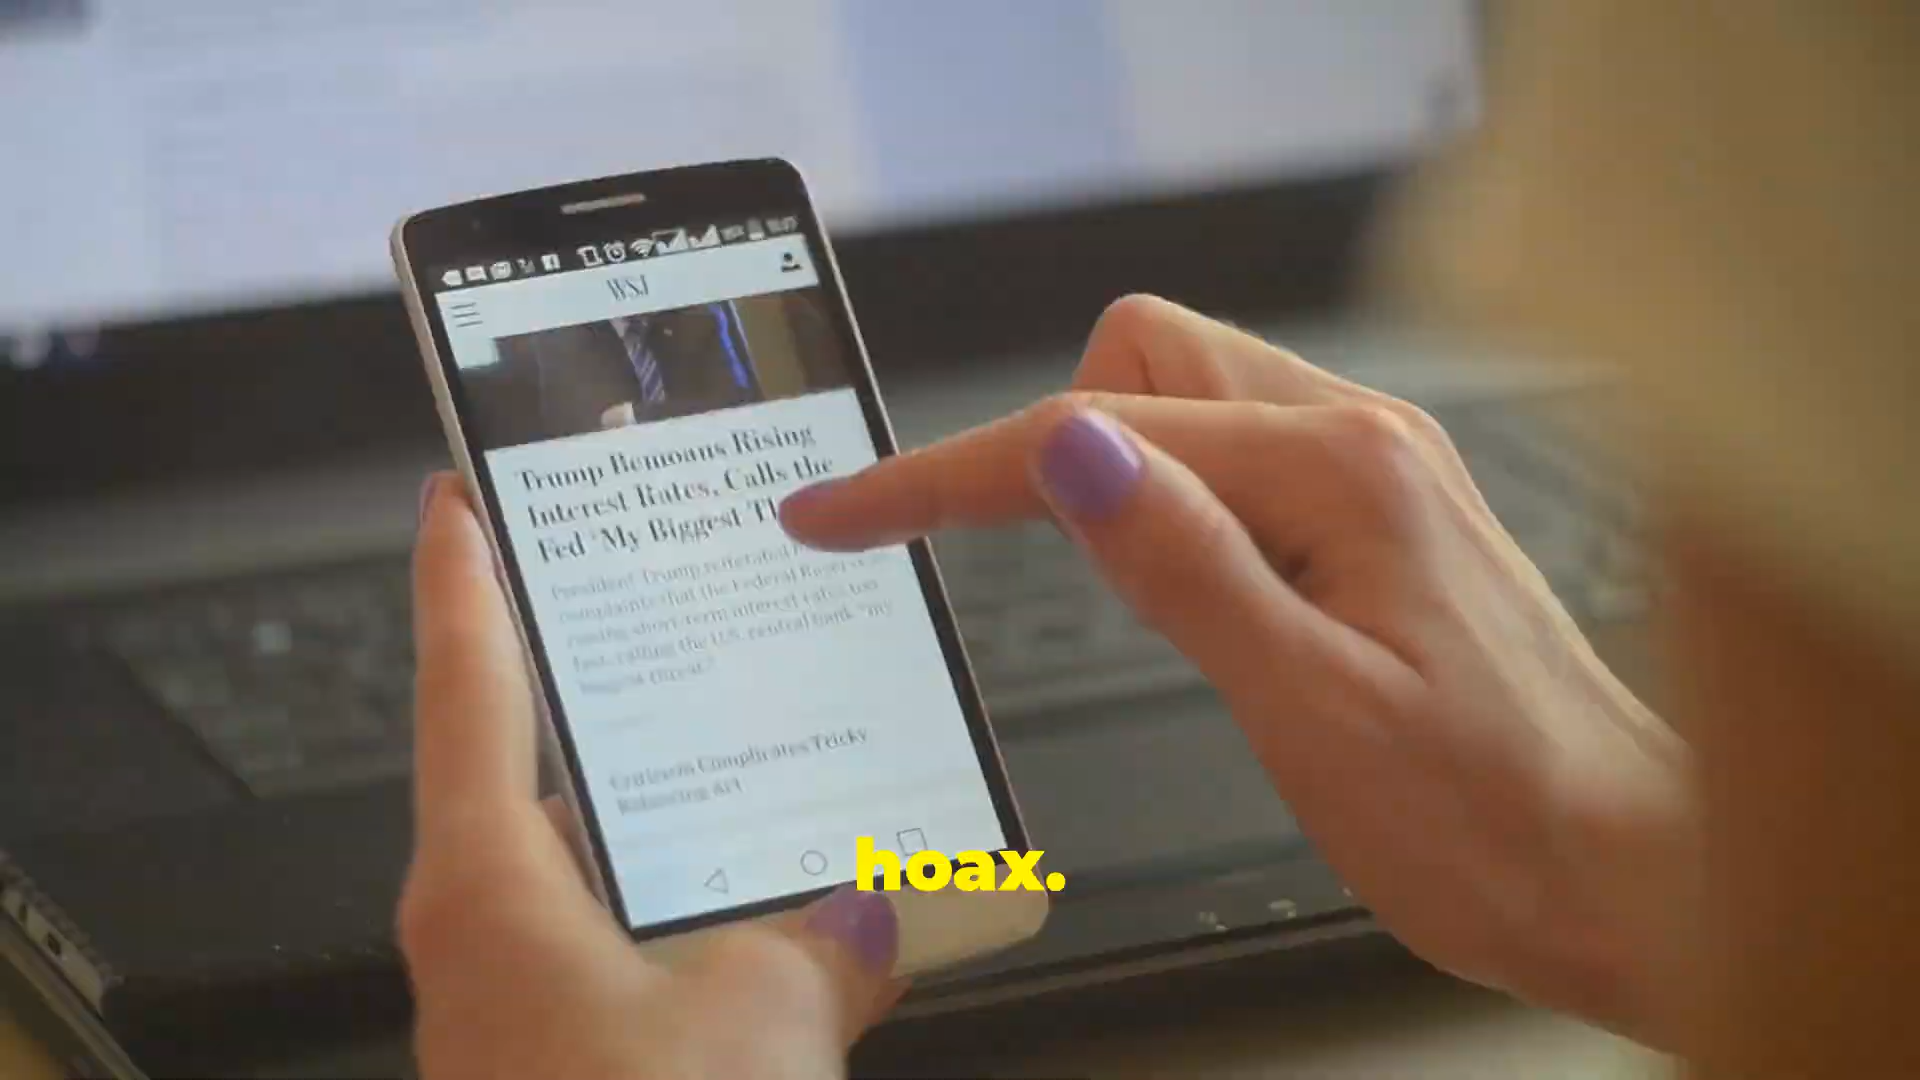 WSJ
Trump Bemoans Rising
Interest Rates, Calls the
Fed 'My Biggest Th
President Trump reiterated
complaints that the Federal Reserve
raising short-term interest rates too
fast, calling the U.S. central bank "my
biggest threat."
Criticism Complicates Tricky
Balancing Act
hoax.